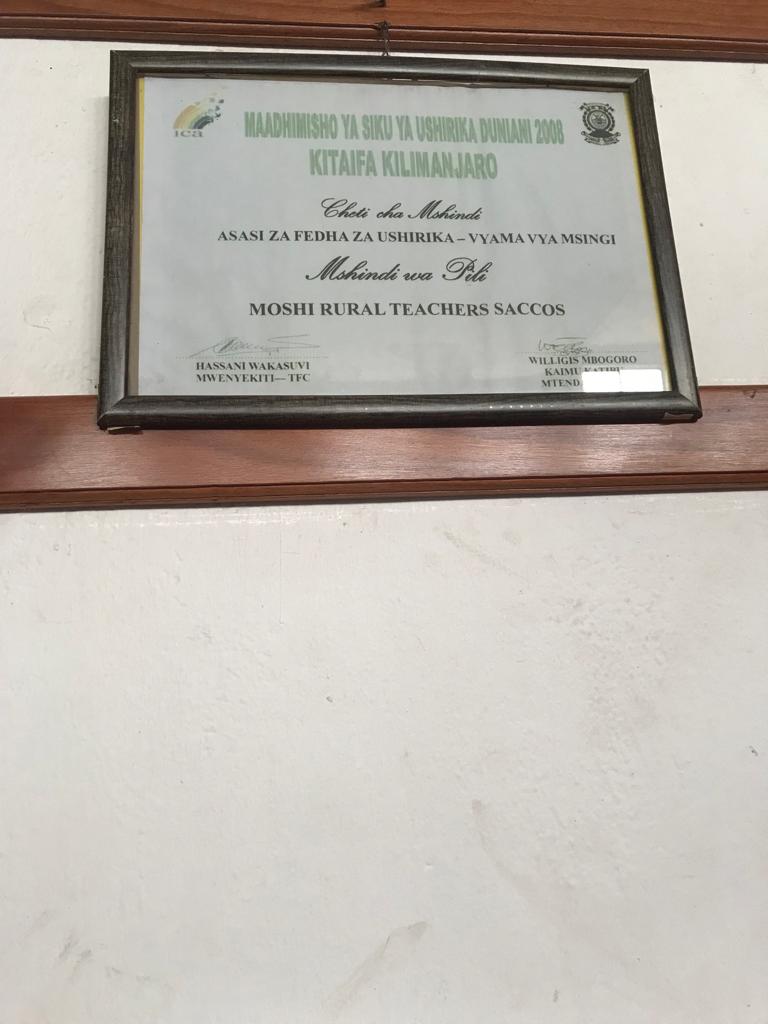 ica
MAADHIMISHO YA SIKU YA USHIRIKA DUNIANI 2008
KITAIFA KILIMANJARO
Cheti cha Mshindi
ASASI ZA FEDHA ZA USHIRIKA – VYAMA VYA MSINGI
Mshindi wa Pili
MOSHI RURAL TEACHERS SACCOS
HASSANI WAKASUVI
MWENYEKITI— TFC
WILLIGIS MBOGORO
KAIMU KATIBU
MTEND